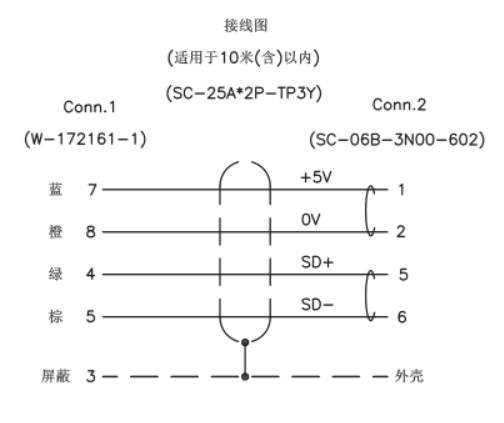 接线图
(适用于10米(含)以内)
(SC-25A*2P-TP3Y)
Conn.1
Conn.2
(W-172161-1)
(SC-06B-3N00-602)
蓝 7 +5V 1
橙 8 0V 2
绿 4 SD+ 5
棕 5 SD- 6
屏蔽 3 外壳